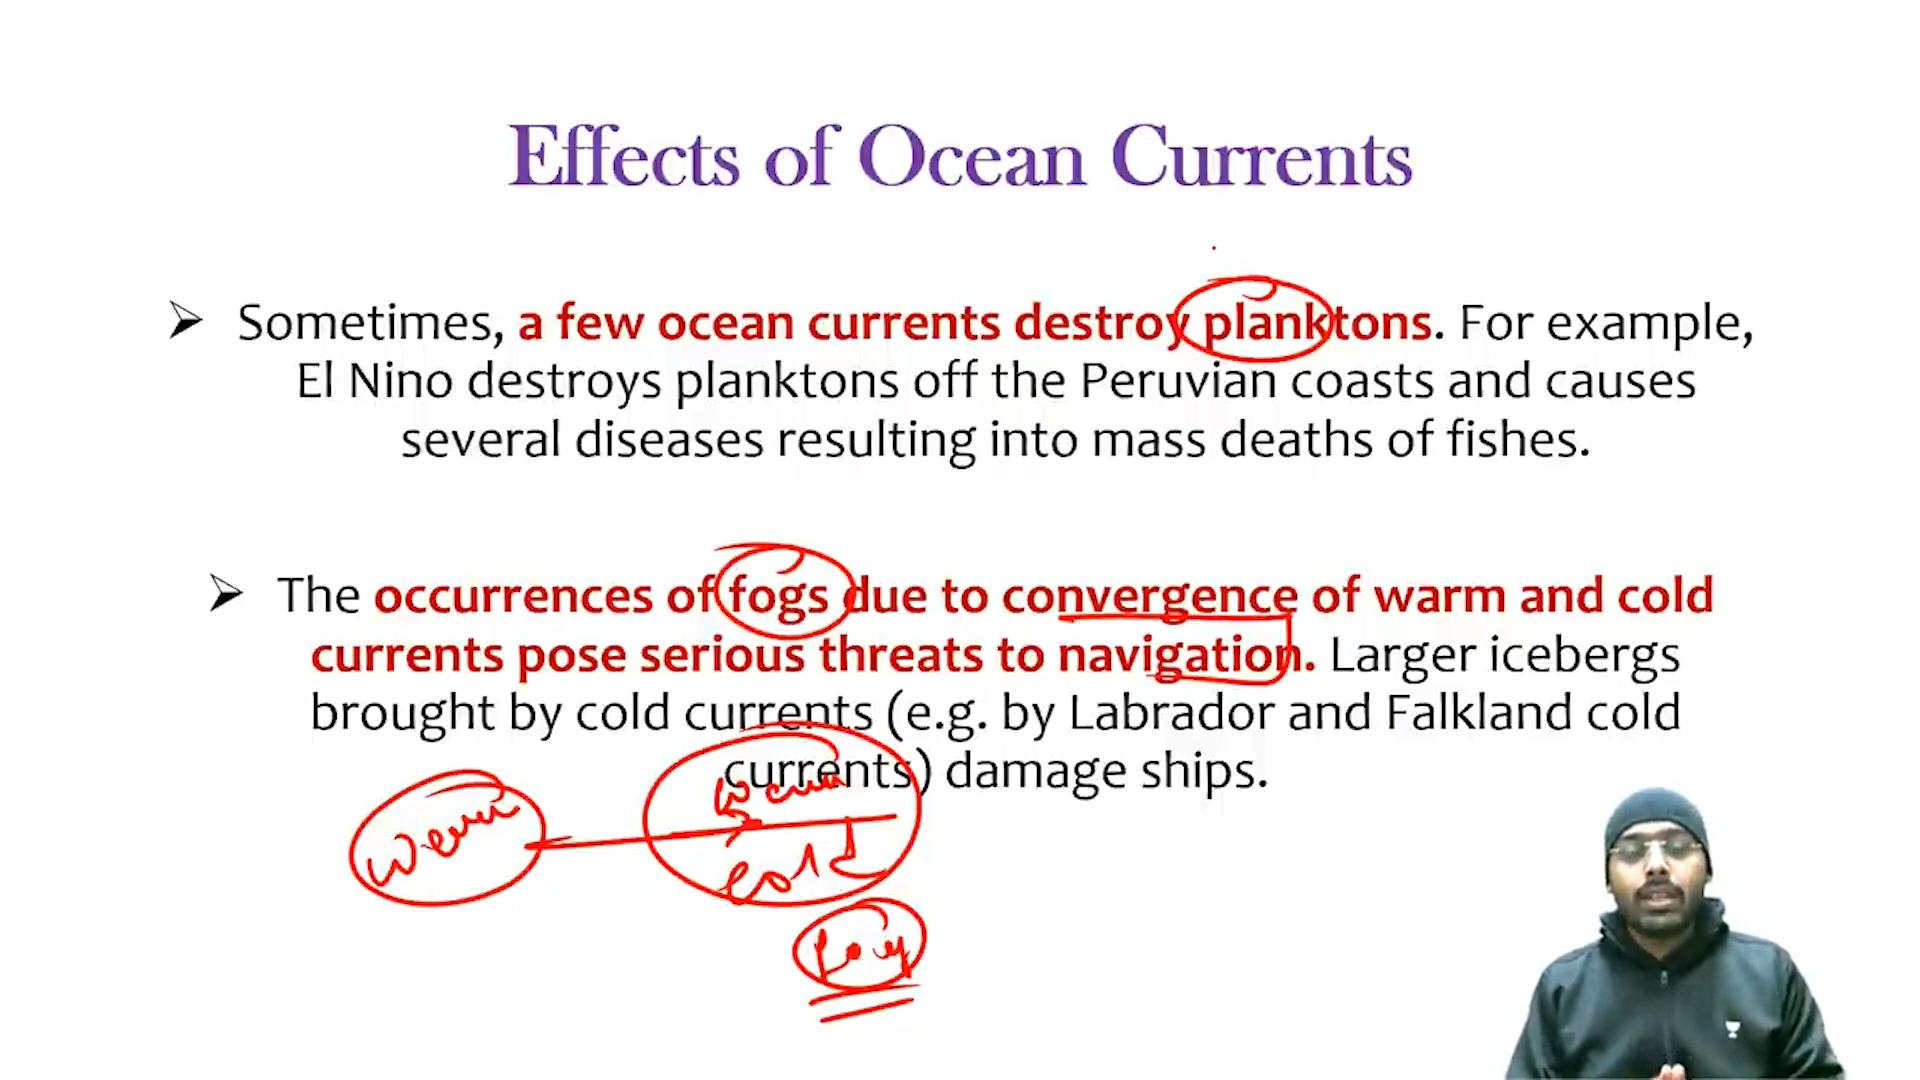 Effects of Ocean Currents
Sometimes, a few ocean currents destroy planktons. For example,
El Nino destroys planktons off the Peruvian coasts and causes
several diseases resulting into mass deaths of fishes.
The occurrences of fogs due to convergence of warm and cold
currents pose serious threats to navigation. Larger icebergs
brought by cold currents (e.g. by Labrador and Falkland cold
currents) damage ships.
Warm
Warm
Cold